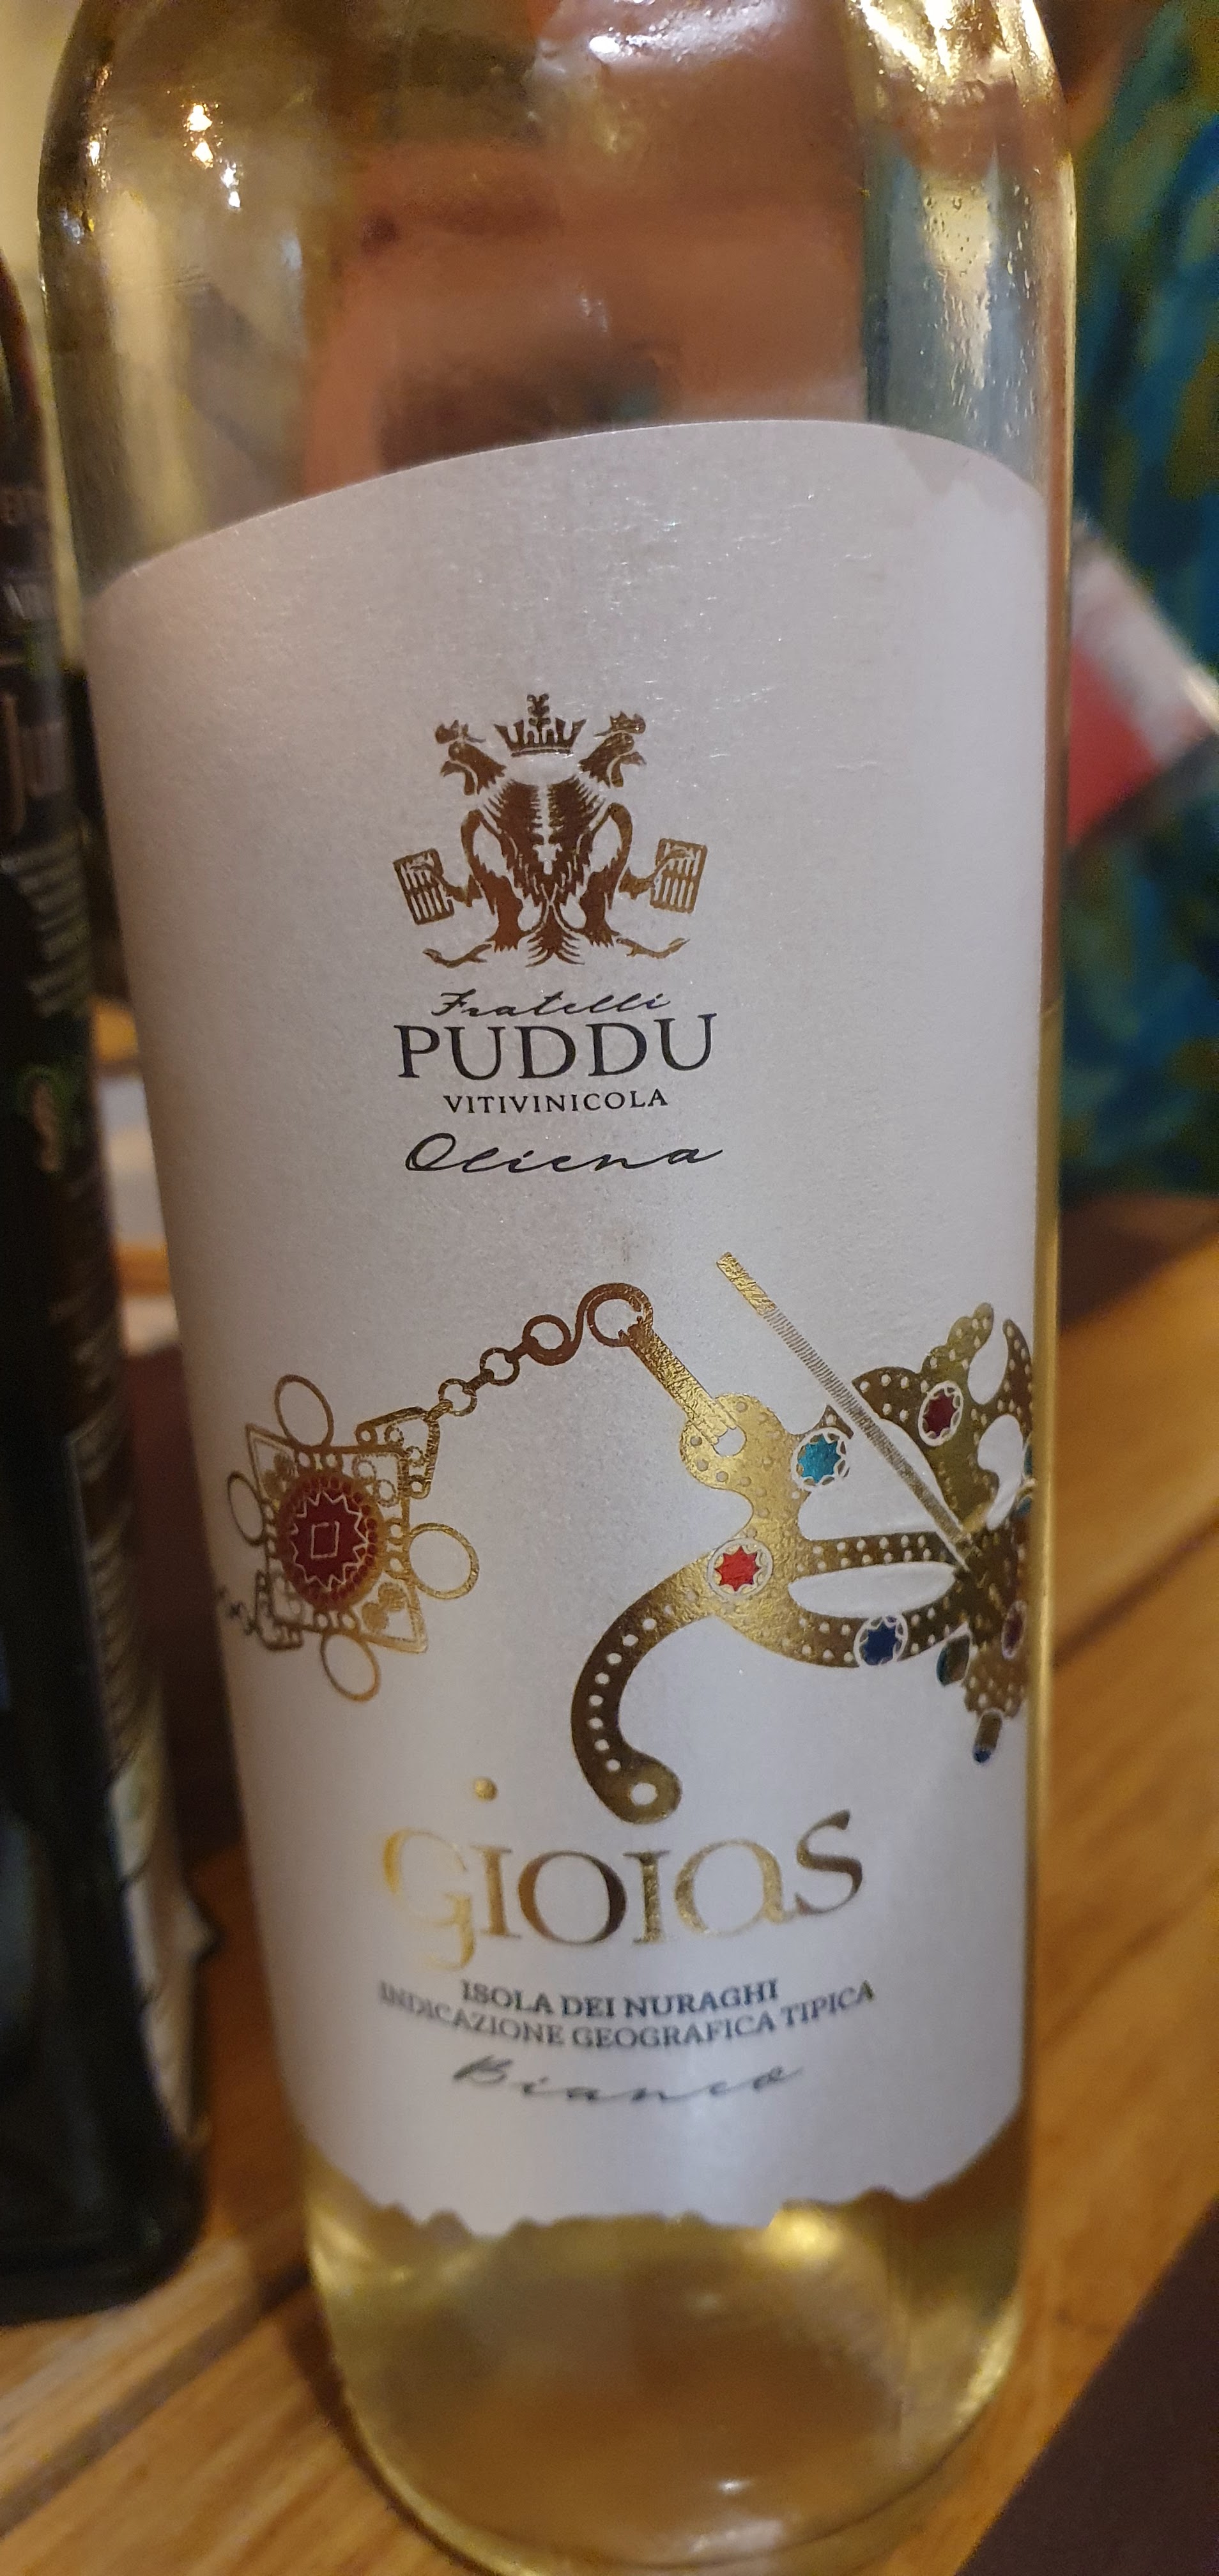 Fratelli
PUDDU
VITIVINICOLA
Oliena
GIOIAS
ISOLA DEI NURAGHI
INDICAZIONE GEOGRAFICA TIPICA
Bianco